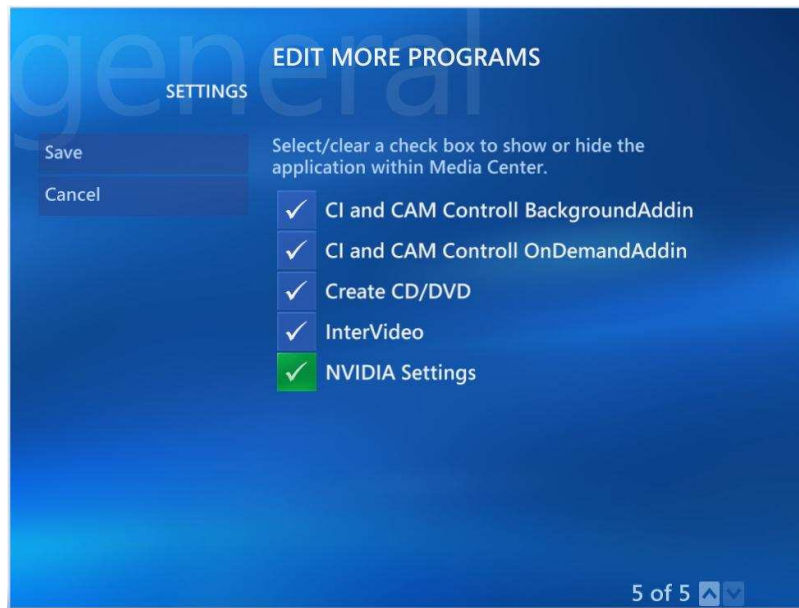 general
EDIT MORE PROGRAMS
SETTINGS
Save
Cancel
Select/clear a check box to show or hide the
application within Media Center.
CI and CAM Controll BackgroundAddin
CI and CAM Controll OnDemandAddin
Create CD/DVD
InterVideo
NVIDIA Settings
5 of 5